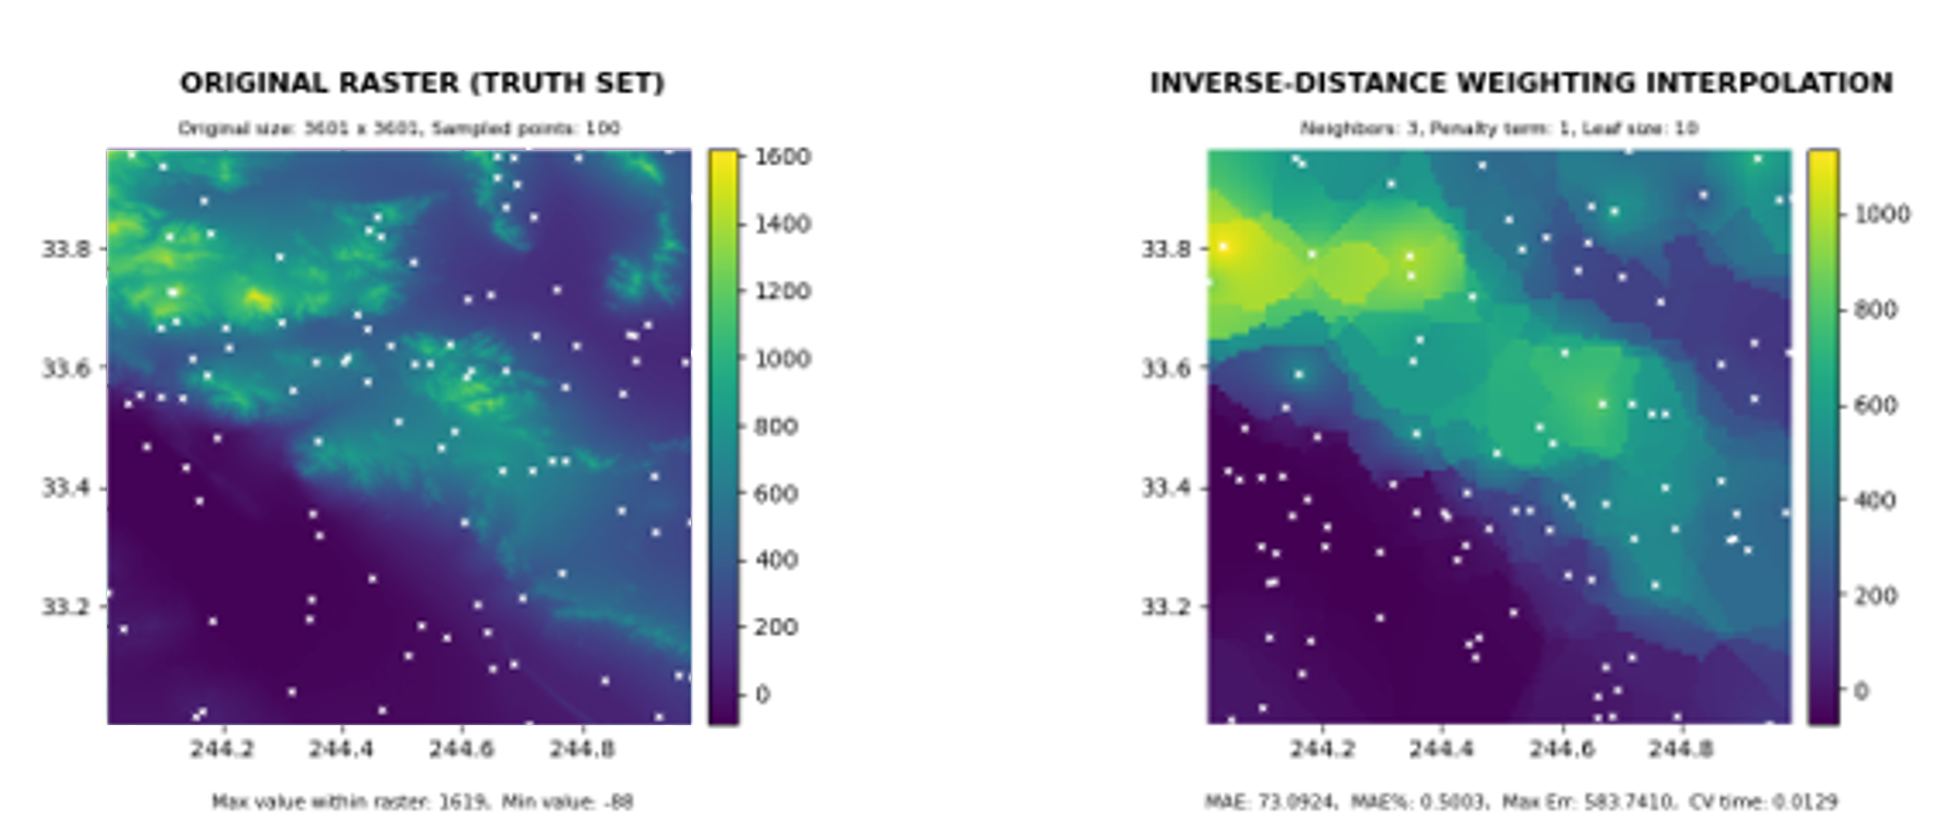 ORIGINAL RASTER (TRUTH SET)
Original size: 3601 x 3601, Sampled points: 100
1600
1400
1200
1000
800
600
400
200
0
33.8
33.6
33.4
33.2
244.2 244.4 244.6 244.8
Max value within raster: 1619, Min value: -88
INVERSE-DISTANCE WEIGHTING INTERPOLATION
Neighbors: 3, Penalty term: 1, Leaf size: 10
1000
800
600
400
200
0
33.8
33.6
33.4
33.2
244.2 244.4 244.6 244.8
MAE: 73.0924, MAE%: 0.5003, Max Err: 583.7410, CV time: 0.0129